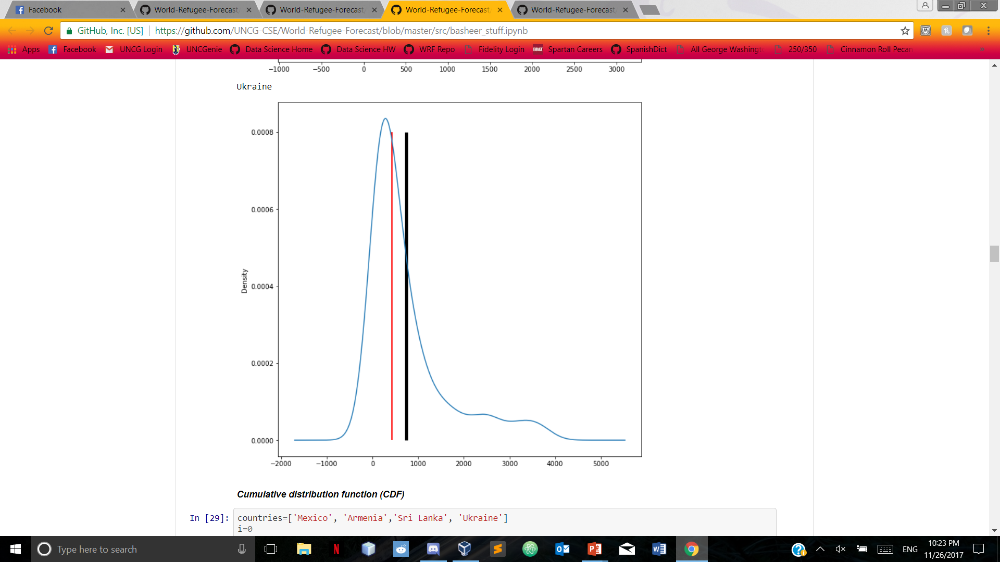 Facebook
World-Refugee-Forecast
World-Refugee-Forecast
World-Refugee-Forecast
World-Refugee-Forecast
GitHub, Inc. [US]
https://github.com/UNCG-CSE/World-Refugee-Forecast/blob/master/src/basheer_stuff.ipynb
Apps
Facebook
UNCG Login
UNCGenie
Data Science Home
Data Science HW
WRF Repo
Fidelity Login
Spartan Careers
SpanishDict
All George Washingt
250/350
Cinnamon Roll Pecan
−1000 −500 0 500 1000 1500 2000 2500 3000
Ukraine
0.0008
0.0006
0.0004
0.0002
0.0000
Density
−2000 −1000 0 1000 2000 3000 4000 5000
Cumulative distribution function (CDF)
In [29]:
countries=['Mexico', 'Armenia','Sri Lanka', 'Ukraine']
i=0
Type here to search
ENG
10:23 PM
11/26/2017